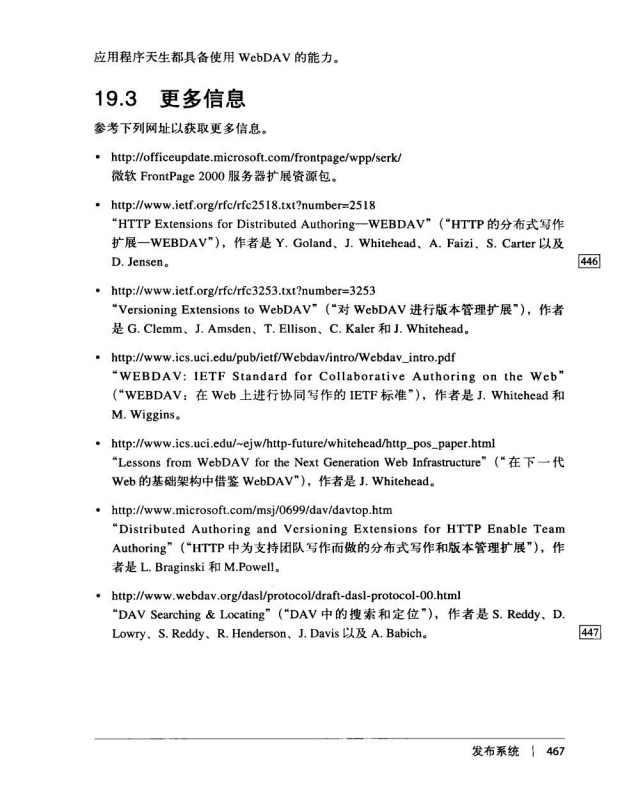 应用程序天生都具备使用 WebDAV 的能力。
19.3 更多信息
参考下列网址以获取更多信息。
• http://officeupdate.microsoft.com/frontpage/wpp/serk/
微软 FrontPage 2000 服务器扩展资源包。
• http://www.ietf.org/rfc/rfc2518.txt?number=2518
“HTTP Extensions for Distributed Authoring—WEBDAV”（“HTTP 的分布式写作
扩展—WEBDAV”），作者是 Y. Goland、J. Whitehead、A. Faizi、S. Carter 以及
D. Jensen。
446
• http://www.ietf.org/rfc/rfc3253.txt?number=3253
“Versioning Extensions to WebDAV”（“对 WebDAV 进行版本管理扩展”），作者
是 G. Clemm、J. Amsden、T. Ellison、C. Kaler 和 J. Whitehead。
• http://www.ics.uci.edu/pub/ietf/Webdav/intro/Webdav_intro.pdf
“WEBDAV: IETF Standard for Collaborative Authoring on the Web”
（“WEBDAV：在 Web 上进行协同写作的 IETF 标准”），作者是 J. Whitehead 和
M. Wiggins。
• http://www.ics.uci.edu/~ejw/http-future/whitehead/http_pos_paper.html
“Lessons from WebDAV for the Next Generation Web Infrastructure”（“在下一代
Web 的基础架构中借鉴 WebDAV”），作者是 J. Whitehead。
• http://www.microsoft.com/msj/0699/dav/davtop.htm
“Distributed Authoring and Versioning Extensions for HTTP Enable Team
Authoring”（“HTTP 中为支持团队写作而做的分布式写作和版本管理扩展”），作
者是 L. Braginski 和 M.Powell。
• http://www.webdav.org/dasl/protocol/draft-dasl-protocol-00.html
“DAV Searching & Locating”（“DAV 中的搜索和定位”），作者是 S. Reddy、D.
Lowry、S. Reddy、R. Henderson、J. Davis 以及 A. Babich。
447
发布系统 | 467